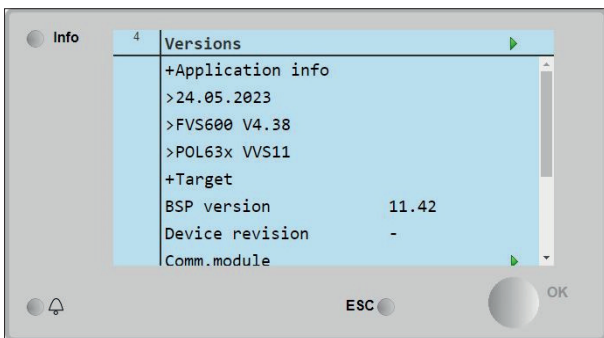 Info
4 Versions
+Application info
>24.05.2023
>FVS600 V4.38
>POL63x VVS11
+Target
BSP version 11.42
Device revision -
Comm.module
ESC
OK